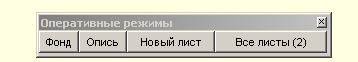 Оперативные режимы
Фонд Опись Новый лист Все листы (2)